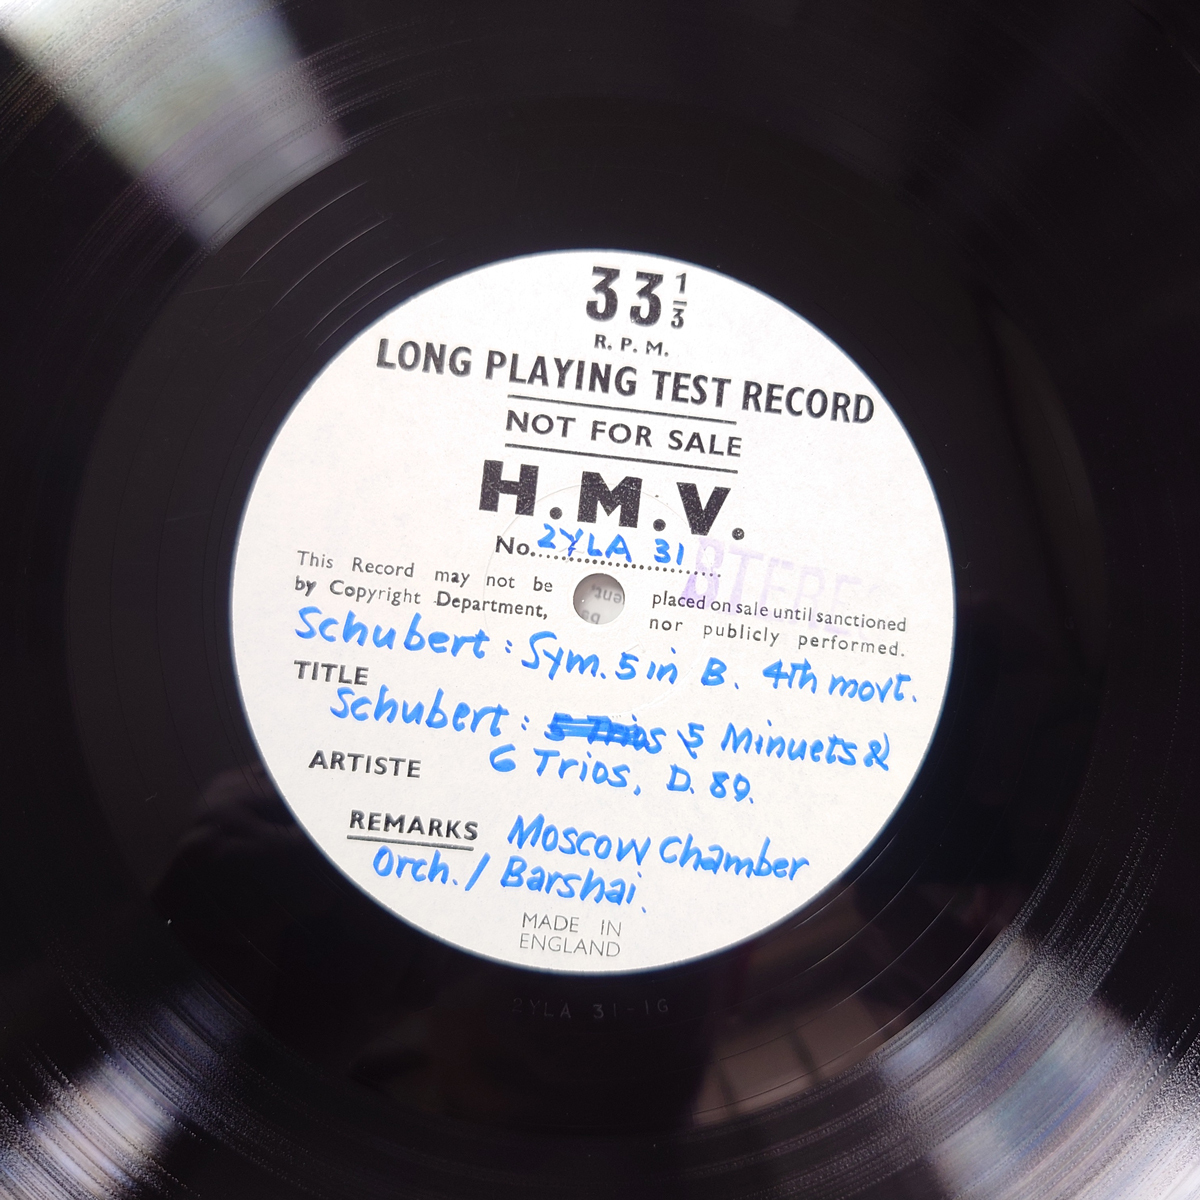 33⅓
R. P. M.
LONG PLAYING TEST RECORD
NOT FOR SALE
H.M.V.
No. 2YLA 31
STEREO
This Record may not be placed on sale until sanctioned
by Copyright Department, nor publicly performed.
Schubert : Sym. 5 in B. 4th movt.
TITLE
Schubert : 5 Trios 5 Minuets &
6 Trios, D. 89.
ARTISTE
REMARKS Moscow Chamber
Orch. / Barshai.
MADE IN
ENGLAND
2YLA 31-1G